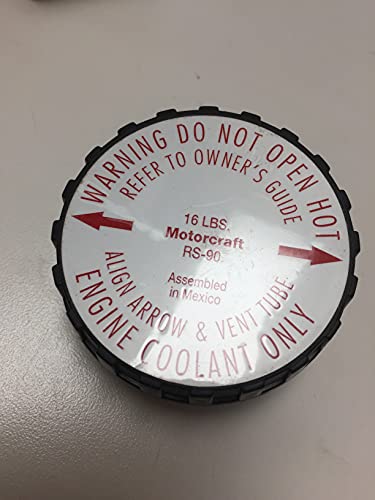 WARNING DO NOT OPEN HOT
REFER TO OWNER'S GUIDE
16 LBS.
Motorcraft
RS-90
Assembled
in Mexico
ALIGN ARROW & VENT TUBE
ENGINE COOLANT ONLY